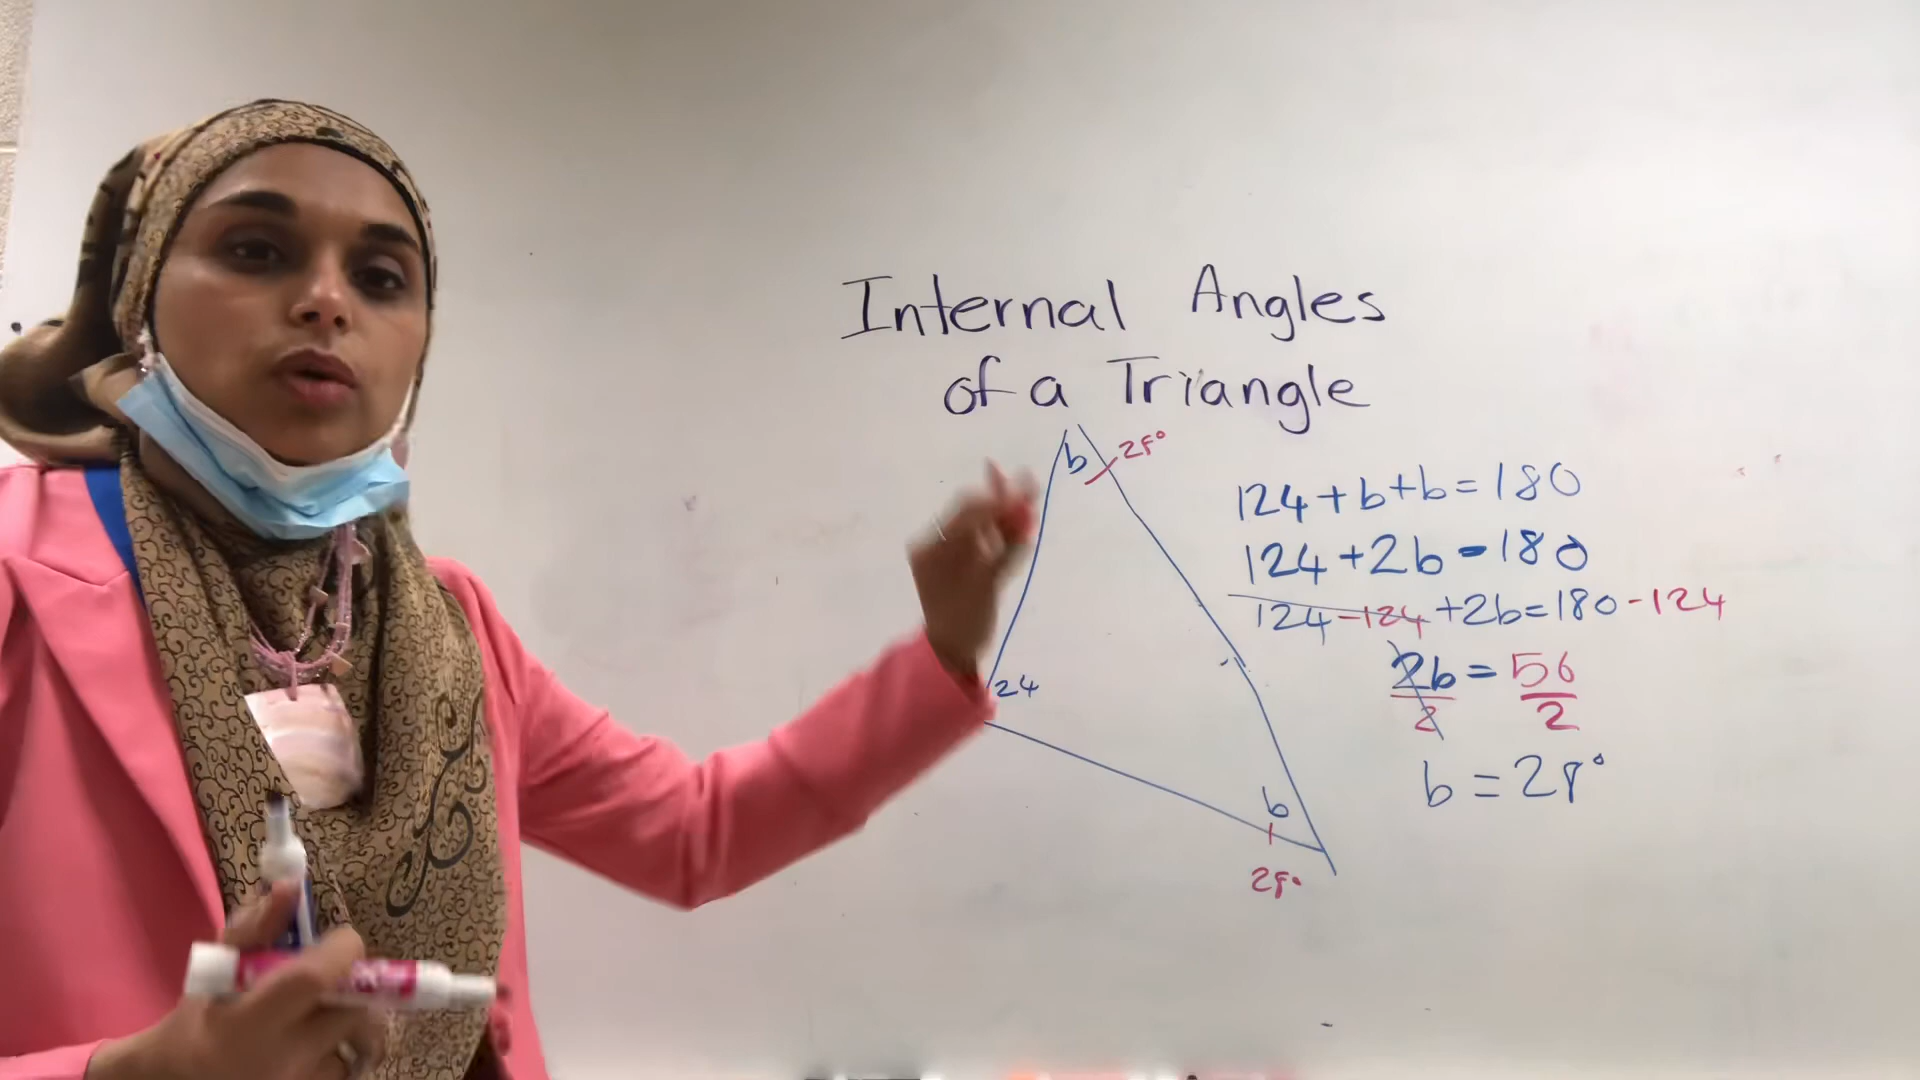 Internal Angles
of a Triangle
b 28°
124+b+b=180
124+2b=180
124-124+2b=180-124
24
2b = 56
2 2
b = 28°
b
28°